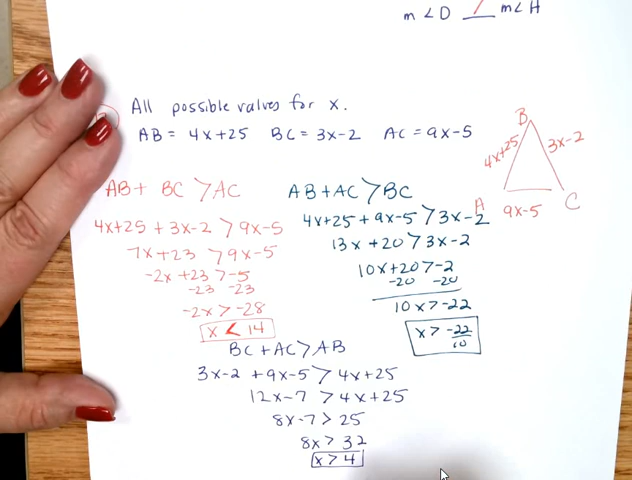 m∠D ___ m∠H
All possible valves for x.
AB = 4x+25 BC = 3x-2 AC = 9x-5
B
4x+25
3x-2
A
C
9x-5
AB + BC > AC
4x+25 + 3x-2 > 9x-5
7x+23 > 9x-5
-2x +23 > -5
-23 -23
-2x > -28
x < 14
AB + AC > BC
4x+25 + 9x-5 > 3x-2
13x + 20 > 3x-2
10x+20 > -2
-20 -20
10x > -22
x > -22/10
BC + AC > AB
3x-2 + 9x-5 > 4x+25
12x-7 > 4x+25
8x-7 > 25
8x > 32
x > 4